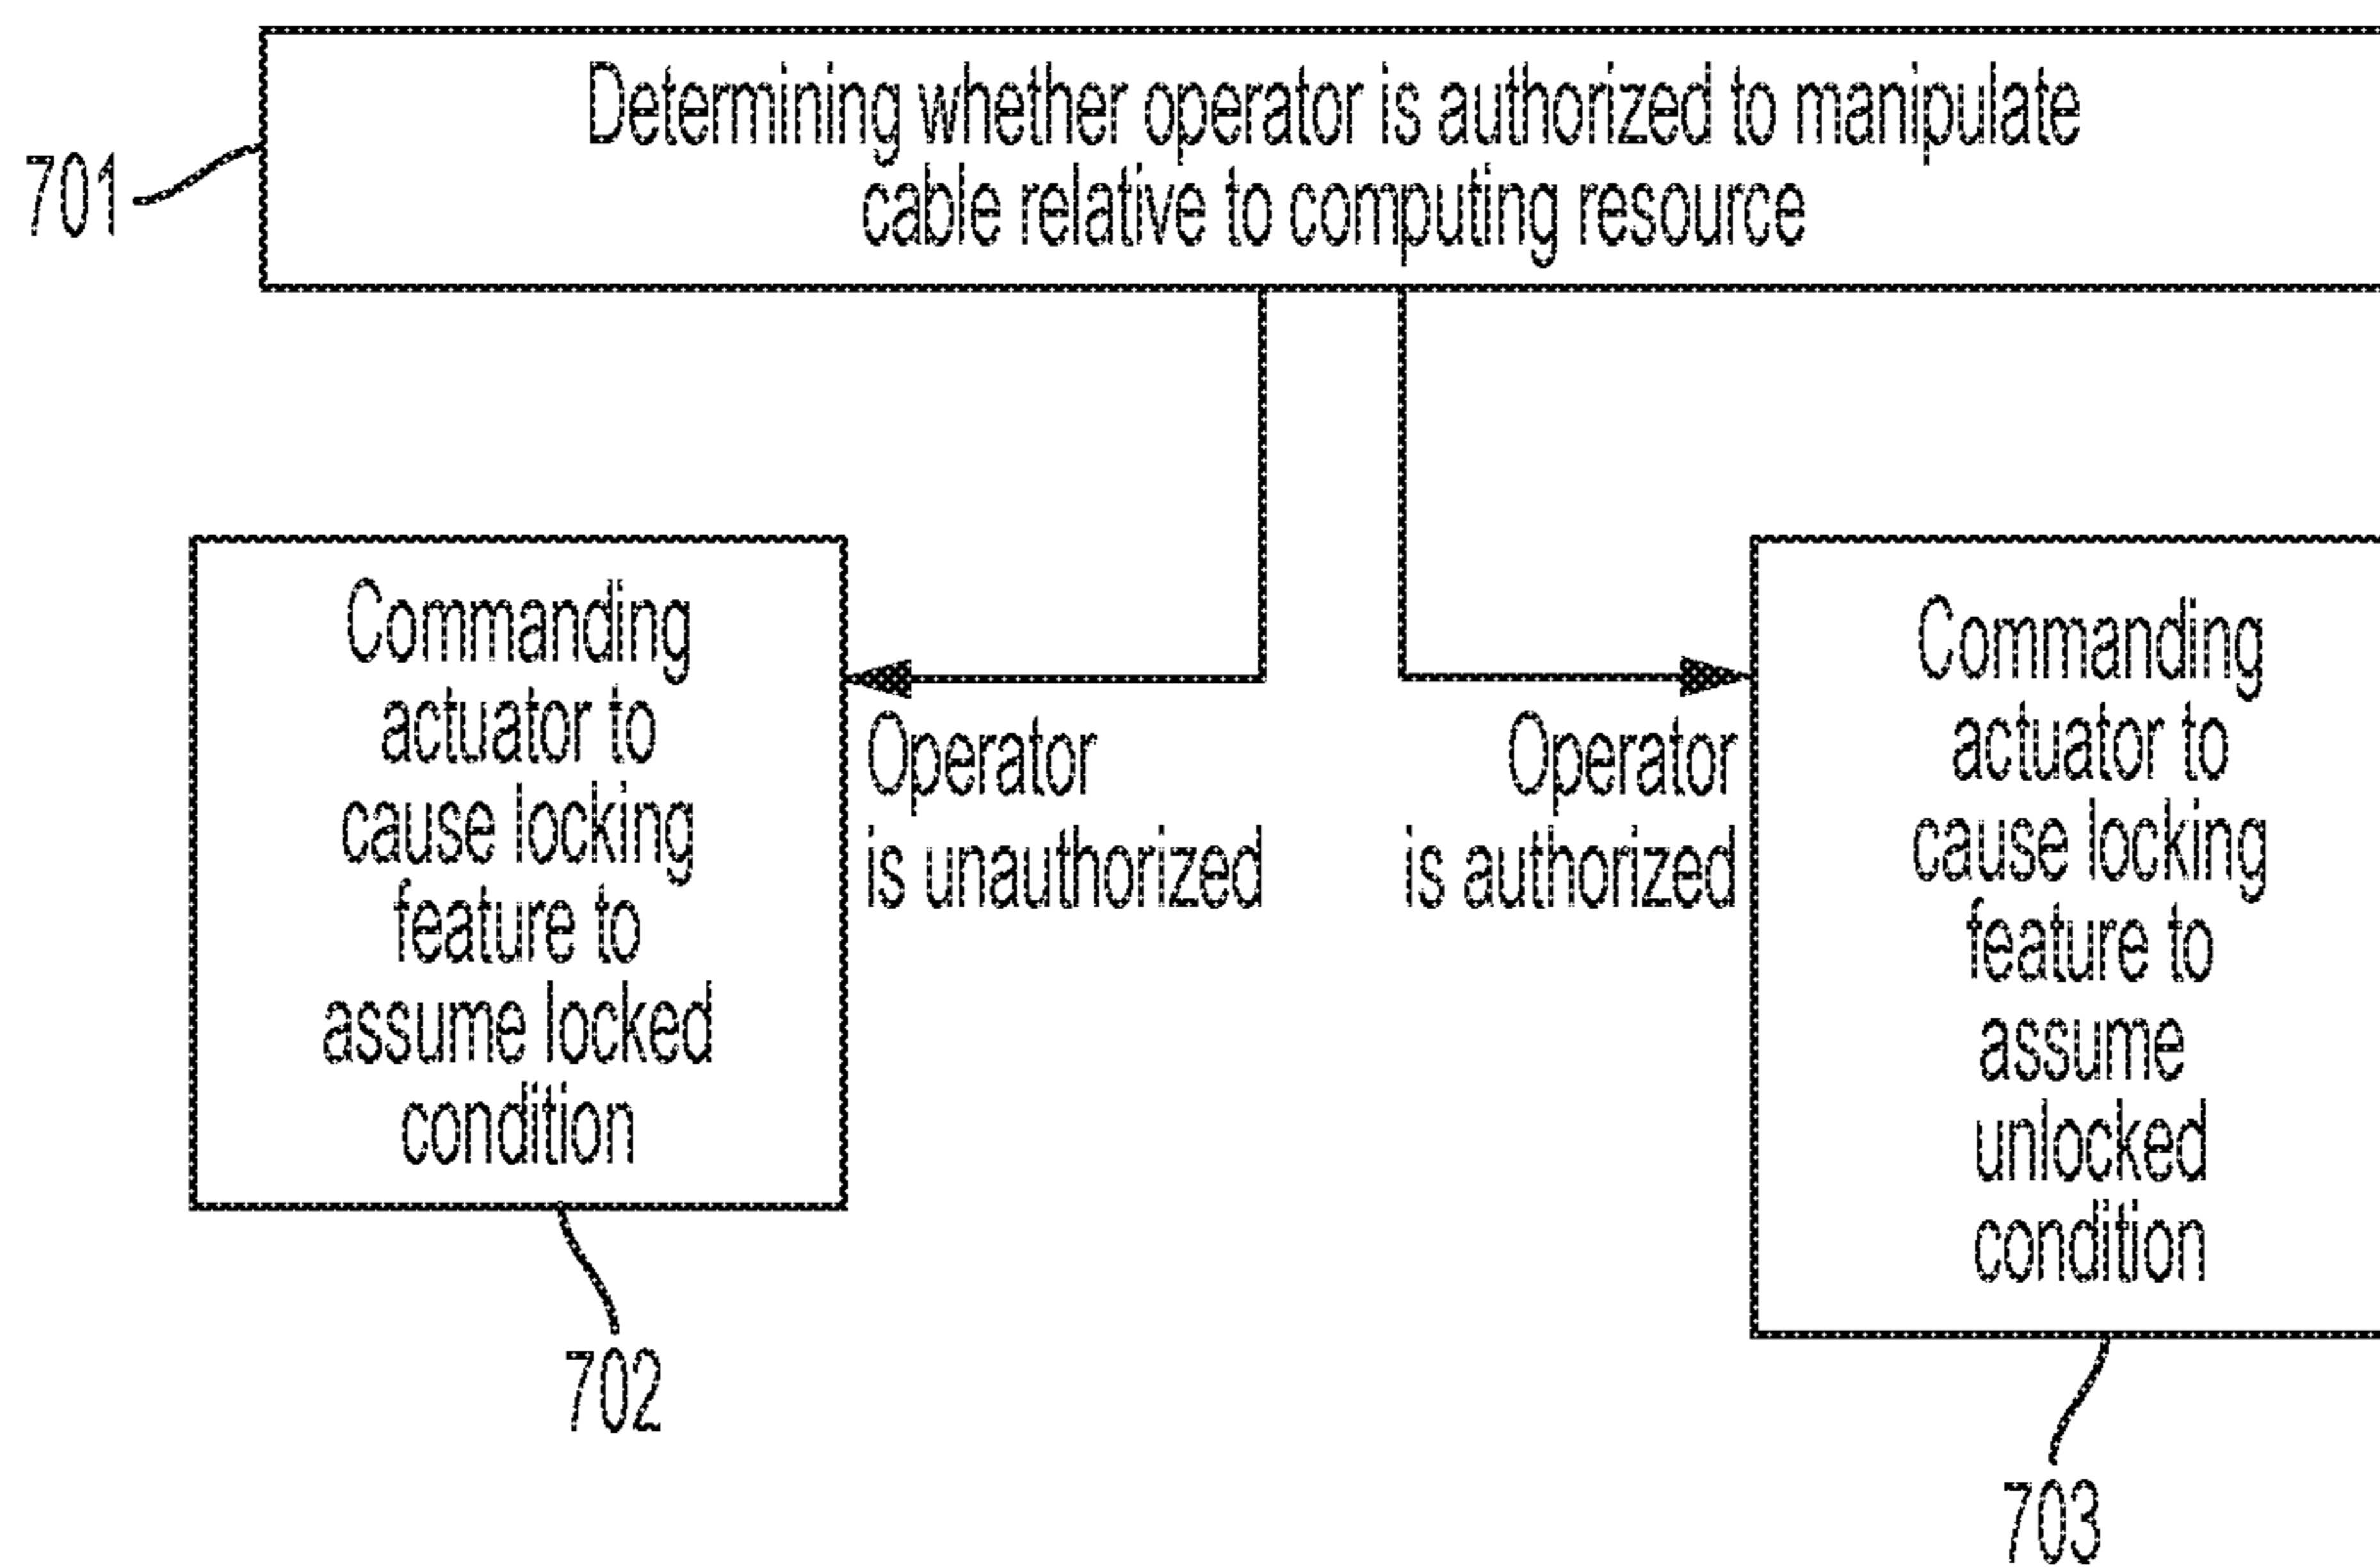 Determining whether operator is authorized to manipulate
cable relative to computing resource
701
Commanding
actuator to
cause locking
feature to
assume locked
condition
702
Operator
is unauthorized
Operator
is authorized
Commanding
actuator to
cause locking
feature to
assume
unlocked
condition
703